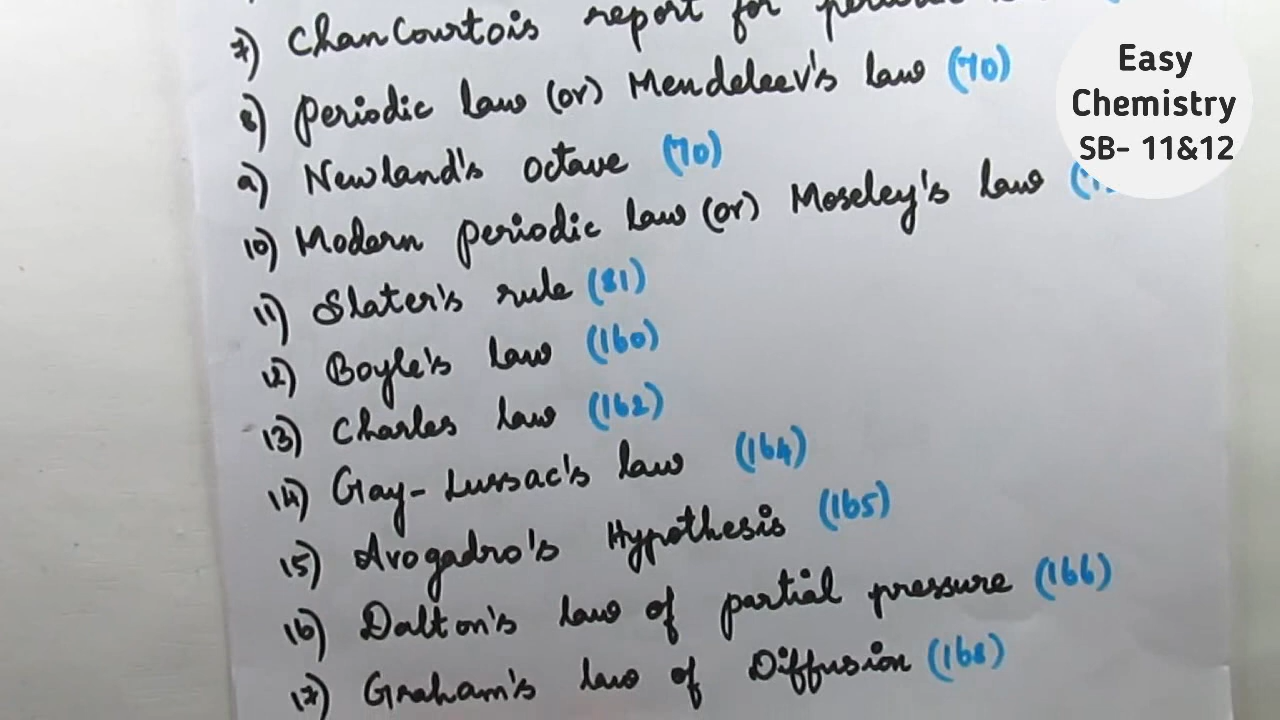 7) ChanCourtois report for
8) Periodic law (or) Mendeleev's law (70)
9) Newland's octave (70)
10) Modern periodic law (or) Moseley's law
11) Slater's rule (81)
12) Boyle's law (160)
13) Charles law (162)
14) Gay-Lussac's law (164)
15) Avogadro's Hypothesis (165)
16) Dalton's law of partial pressure (166)
17) Graham's law of Diffusion (168)
Easy
Chemistry
SB- 11&12